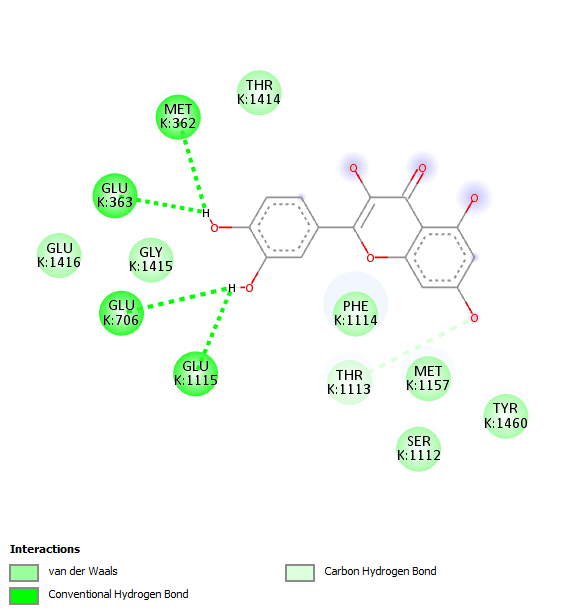 THR
K:1414
MET
K:362
O
O
GLU
K:363
H
O
O
GLU
K:1416
GLY
K:1415
O
H
O
GLU
K:706
PHE
K:1114
O
GLU
K:1115
THR
K:1113
MET
K:1157
TYR
K:1460
SER
K:1112
Interactions
van der Waals
Conventional Hydrogen Bond
Carbon Hydrogen Bond